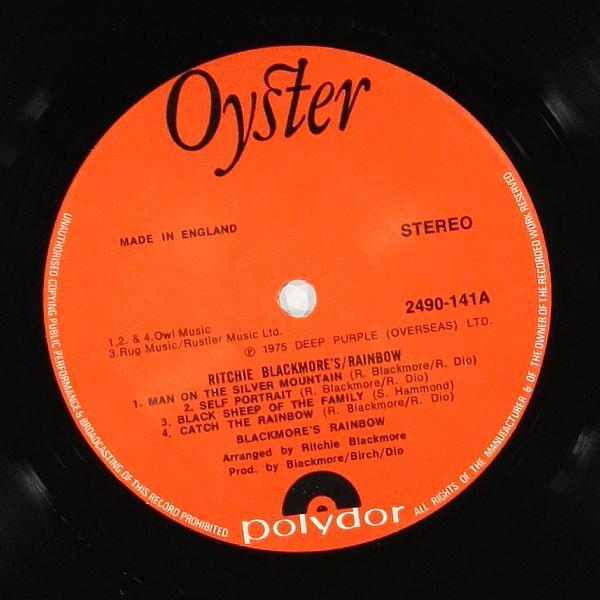 Oyster
MADE IN ENGLAND
STEREO
2490-141A
1,2. & 4.Owl Music
3.Rug Music/Rustler Music Ltd.
℗ 1975 DEEP PURPLE (OVERSEAS) LTD.
RITCHIE BLACKMORE'S/RAINBOW
1. MAN ON THE SILVER MOUNTAIN (R. Blackmore/R. Dio)
2. SELF PORTRAIT (R. Blackmore/R. Dio)
3. BLACK SHEEP OF THE FAMILY (S. Hammond)
4. CATCH THE RAINBOW (R. Blackmore/R. Dio)
BLACKMORE'S RAINBOW
Arranged by Ritchie Blackmore
Prod. by Blackmore/Birch/Dio
polydor
ALL RIGHTS OF THE MANUFACTURER & OF THE OWNER OF THE RECORDED WORK RESERVED
UNAUTHORISED COPYING PUBLIC PERFORMANCE & BROADCASTING OF THIS RECORD PROHIBITED